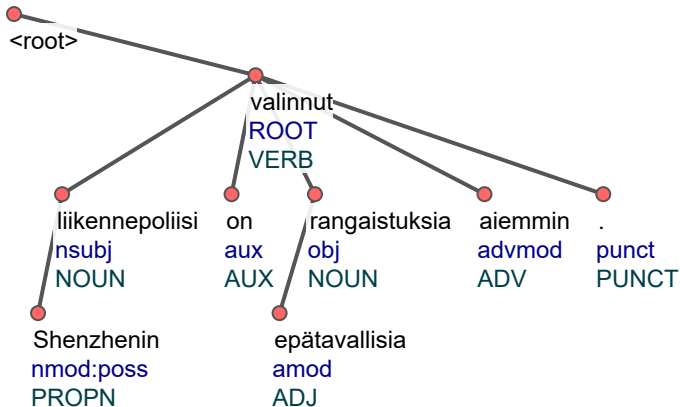 <root>
valinnut
ROOT
VERB
liikennepoliisi on rangaistuksia aiemmin .
nsubj aux obj advmod punct
NOUN AUX NOUN ADV PUNCT
Shenzhenin epätavallisia
nmod:poss amod
PROPN ADJ